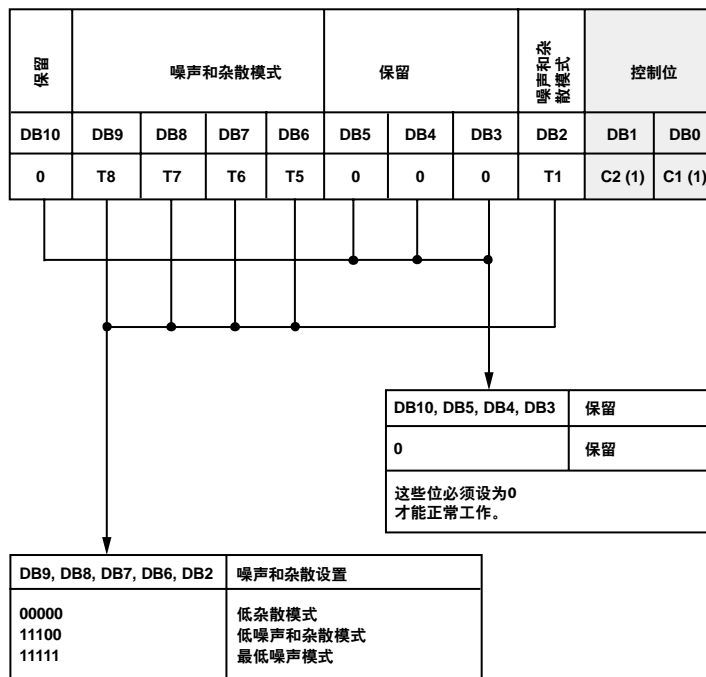 保留
噪声和杂散模式
保留
噪声和杂
散模式
控制位
DB10 DB9 DB8 DB7 DB6 DB5 DB4 DB3 DB2 DB1 DB0
0 T8 T7 T6 T5 0 0 0 T1 C2 (1) C1 (1)
DB10, DB5, DB4, DB3 保留
0 保留
这些位必须设为0
才能正常工作。
DB9, DB8, DB7, DB6, DB2 噪声和杂散设置
00000 低杂散模式
11100 低噪声和杂散模式
11111 最低噪声模式